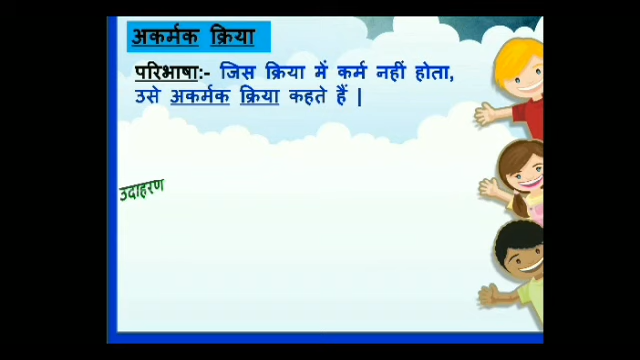 अकर्मक क्रिया
परिभाषा:- जिस क्रिया में कर्म नहीं होता,
उसे अकर्मक क्रिया कहते हैं |
उदाहरण